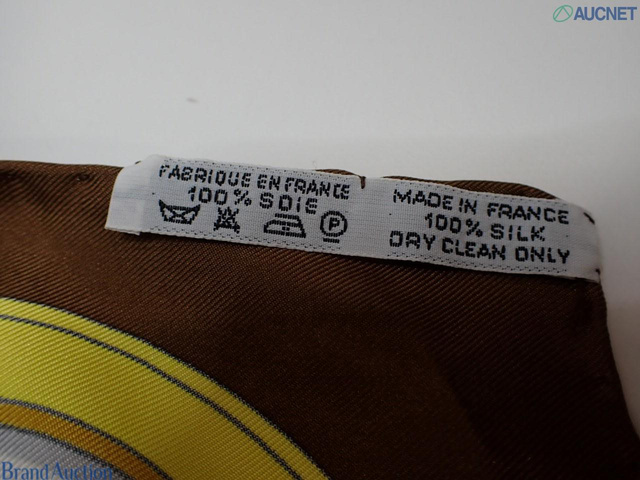 AUCNET
FABRIQUE EN FRANCE
100% SOIE
P
MADE IN FRANCE
100% SILK
DRY CLEAN ONLY
Brand Auction